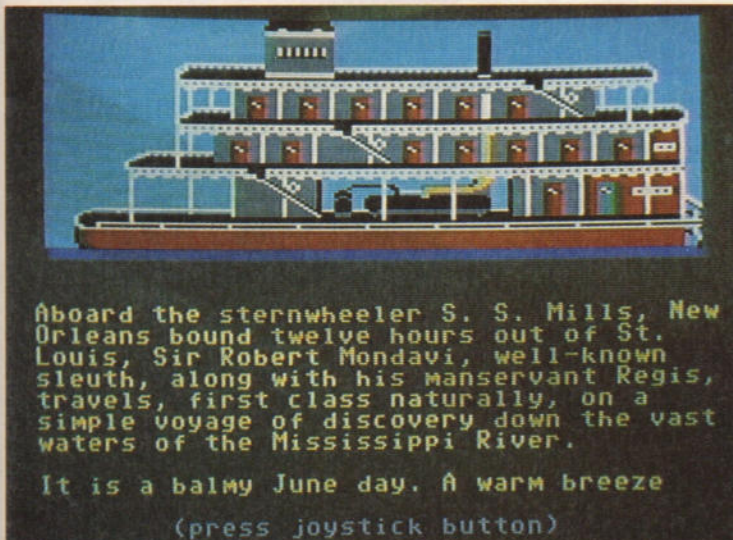 Aboard the sternwheeler S. S. Mills, New
Orleans bound twelve hours out of St.
Louis, Sir Robert Mondavi, well-known
sleuth, along with his manservant Regis,
travels, first class naturally, on a
simple voyage of discovery down the vast
waters of the Mississippi River.
It is a balmy June day. A warm breeze
(press joystick button)